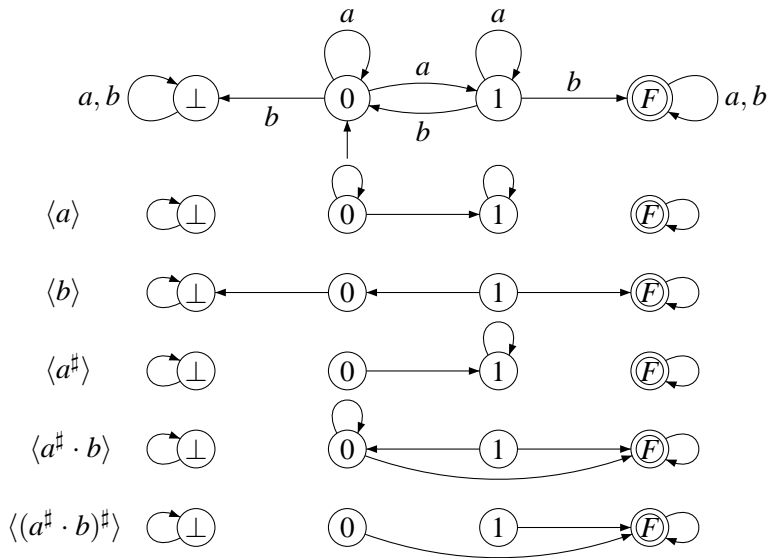 a a
a, b ⊥ b 0 a b 1 b F a, b
⟨a⟩ ⊥ 0 1 F
⟨b⟩ ⊥ 0 1 F
⟨a♯⟩ ⊥ 0 1 F
⟨a♯ · b⟩ ⊥ 0 1 F
⟨(a♯ · b)♯⟩ ⊥ 0 1 F